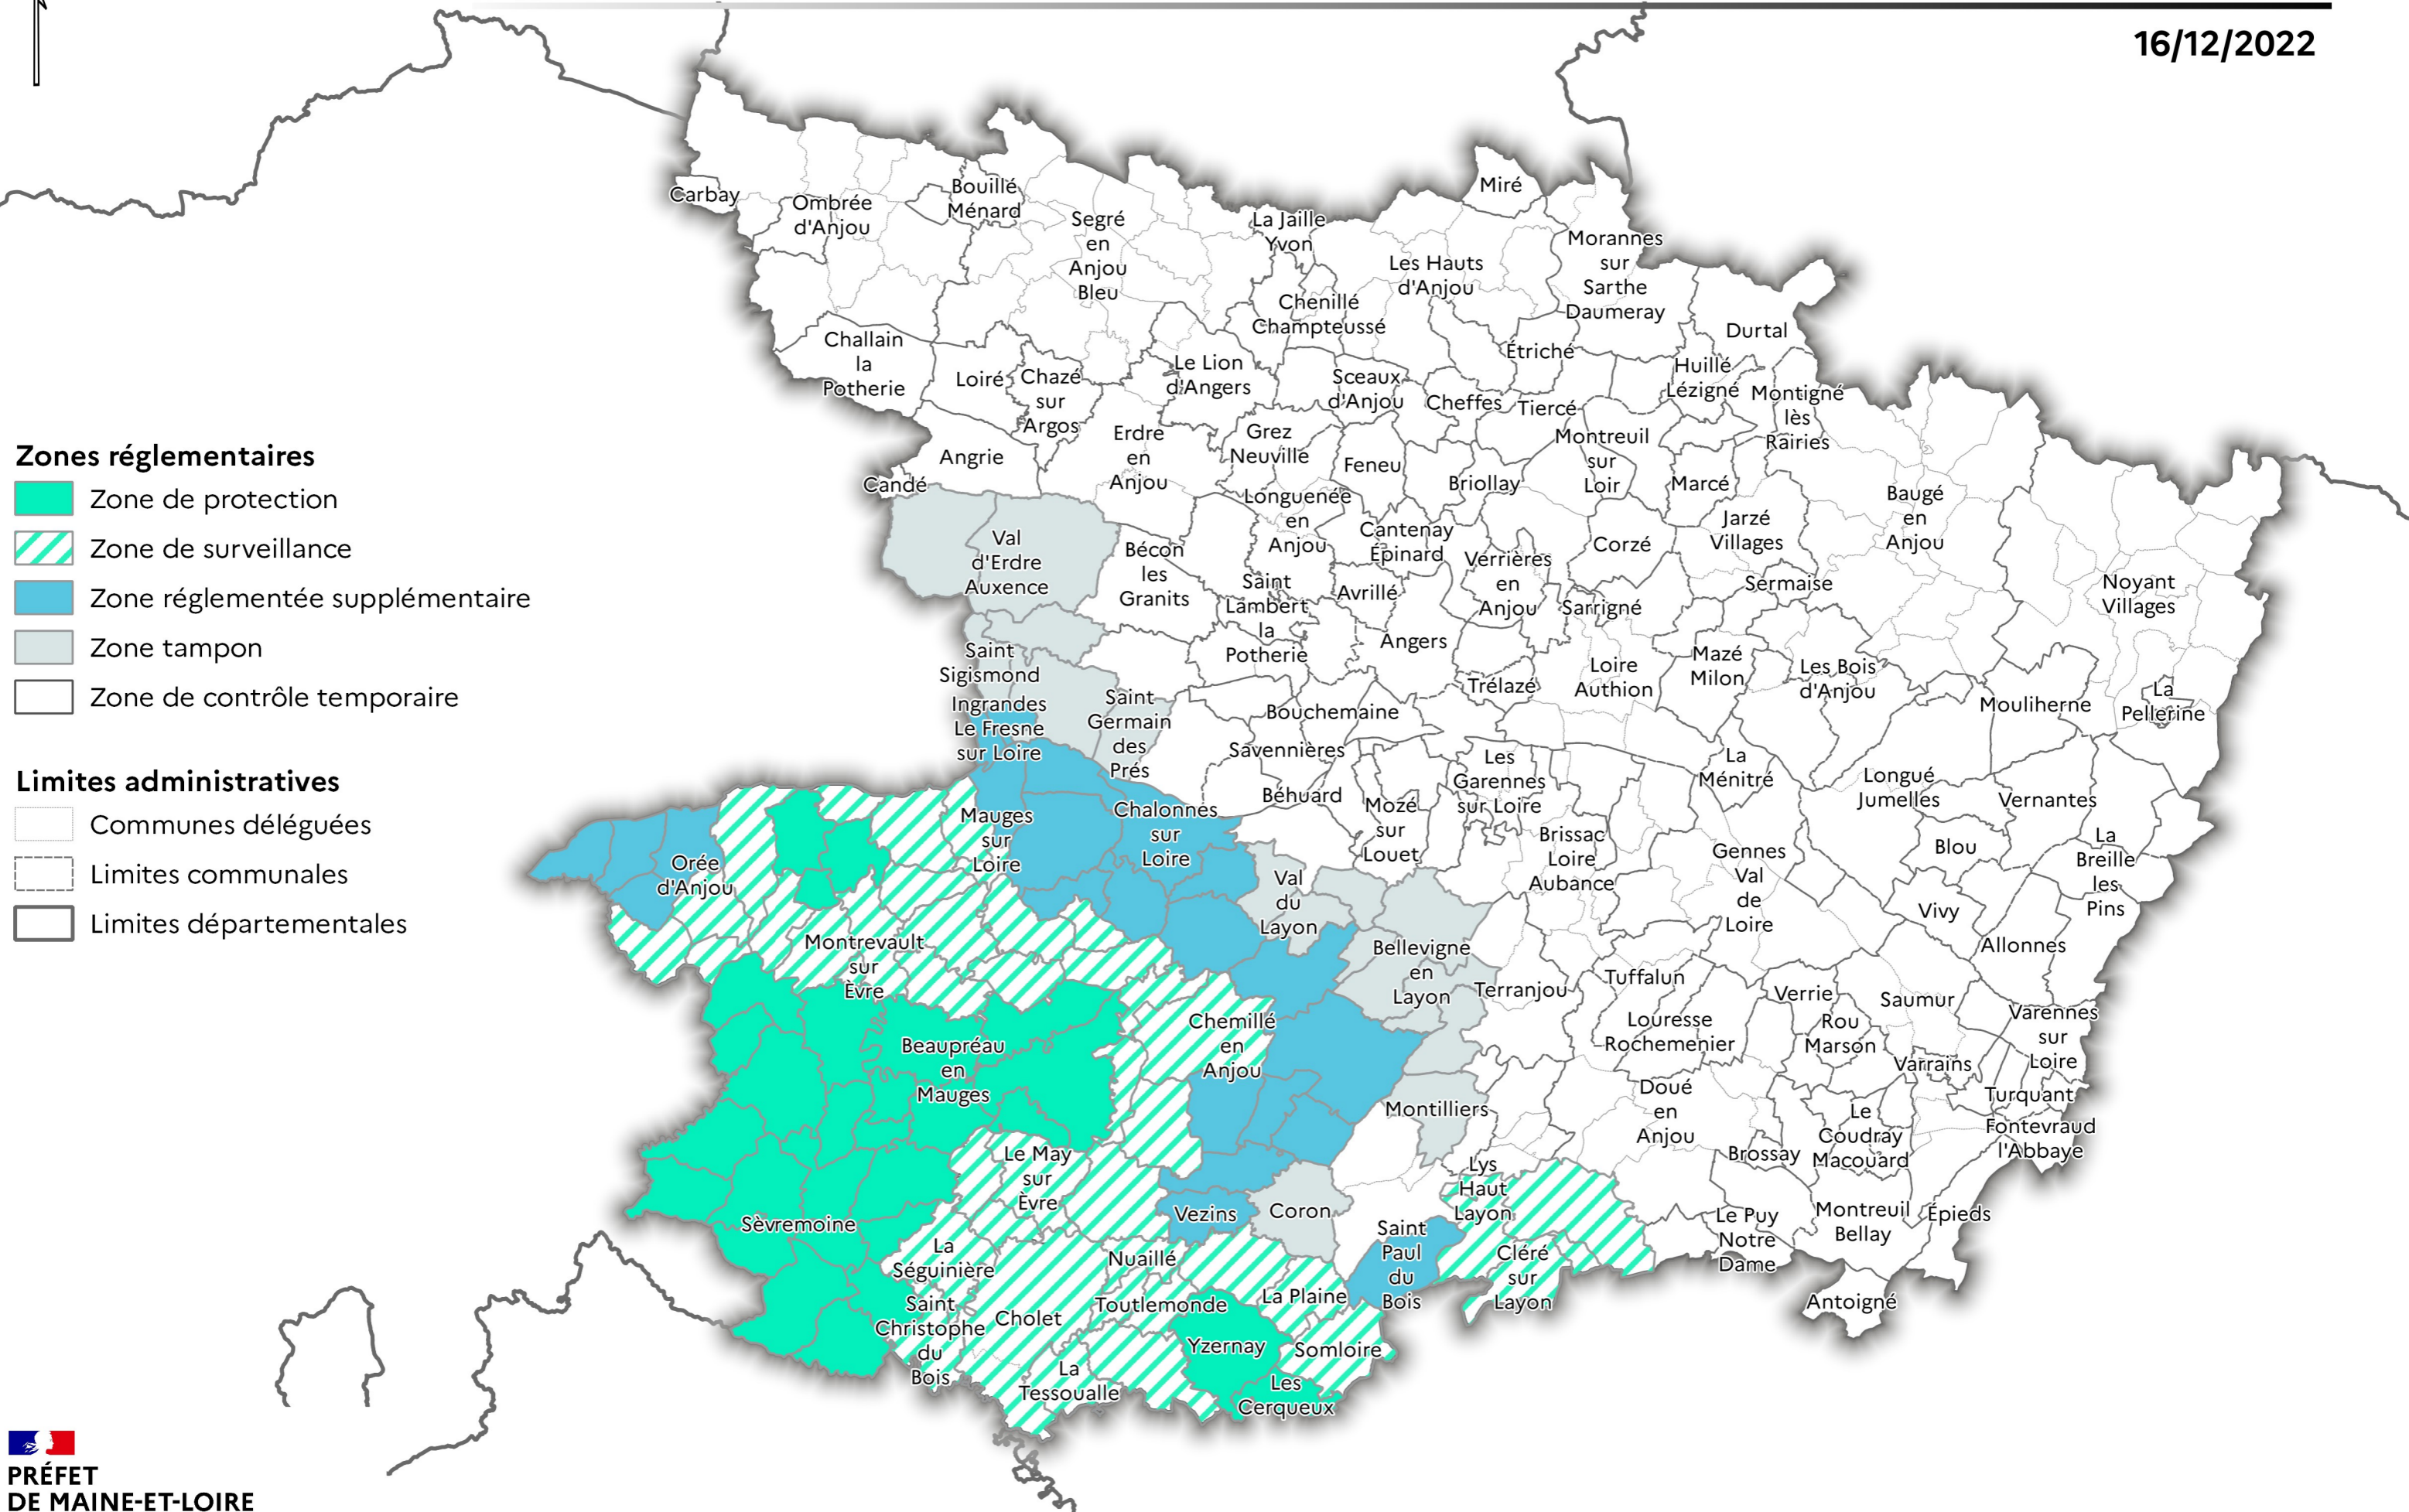 16/12/2022
Carbay
Ombrée
d'Anjou
Bouillé
Ménard
Segré
en
Anjou
Bleu
La Jaille
Yvon
Miré
Morannes
sur
Sarthe
Daumeray
Les Hauts
d'Anjou
Chenillé
Champteussé
Durtal
Étriché
Challain
la
Potherie
Loiré
Chazé
sur
Argos
Le Lion
d'Angers
Sceaux
d'Anjou
Cheffes
Tiercé
Huillé
Lézigné
Montigné
lès
Rairies
Angrie
Candé
Erdre
en
Anjou
Grez
Neuville
Feneu
Briollay
Montreuil
sur
Loir
Marcé
Baugé
en
Anjou
Zones réglementaires
Zone de protection
Zone de surveillance
Zone réglementée supplémentaire
Zone tampon
Zone de contrôle temporaire
Limites administratives
Communes déléguées
Limites communales
Limites départementales
Longuenée
en
Anjou
Cantenay
Épinard
Jarzé
Villages
Corzé
Val
d'Erdre
Auxence
Bécon
les
Granits
Saint
Lambert
la
Potherie
Avrillé
Verrières
en
Anjou
Sarrigné
Sermaise
Noyant
Villages
Angers
Saint
Sigismond
Ingrandes
Le Fresne
sur Loire
Saint
Germain
des
Prés
Bouchemaine
Trélazé
Loire
Authion
Mazé
Milon
Les Bois
d'Anjou
Mouliherne
La
Pellerine
Savennières
Béhuard
Les
Garennes
sur Loire
La
Ménitré
Longué
Jumelles
Vernantes
Mauges
sur
Loire
Chalonnes
sur
Loire
Mozé
sur
Louet
Brissac
Loire
Aubance
Gennes
Val
de
Loire
Blou
La
Breille
les
Pins
Orée
d'Anjou
Val
du
Layon
Vivy
Allonnes
Montrevault
sur
Èvre
Bellevigne
en
Layon
Terranjou
Tuffalun
Verrie
Saumur
Varennes
sur
Loire
Chemillé
en
Anjou
Louresse
Rochemenier
Rou
Marson
Varrains
Beaupréau
en
Mauges
Montilliers
Doué
en
Anjou
Turquant
Le
Coudray
Macouard
Fontevraud
l'Abbaye
Brossay
Le May
sur
Èvre
Lys
Haut
Layon
Sèvremoine
Vezins
Coron
Saint
Paul
du
Bois
Le Puy
Notre
Dame
Montreuil
Bellay
Épieds
La
Séguinière
Nuaillé
Cléré
sur
Layon
Antoigné
Saint
Christophe
du
Bois
Cholet
Toutlemonde
La Plaine
Yzernay
Somloire
La
Tessoualle
Les
Cerqueux
PRÉFET
DE MAINE-ET-LOIRE